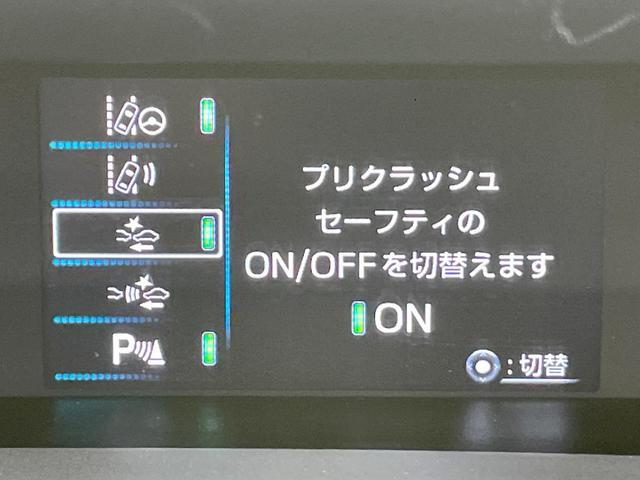 プリクラッシュ
セーフティの
ON/OFFを切替えます
ON
P
:切替